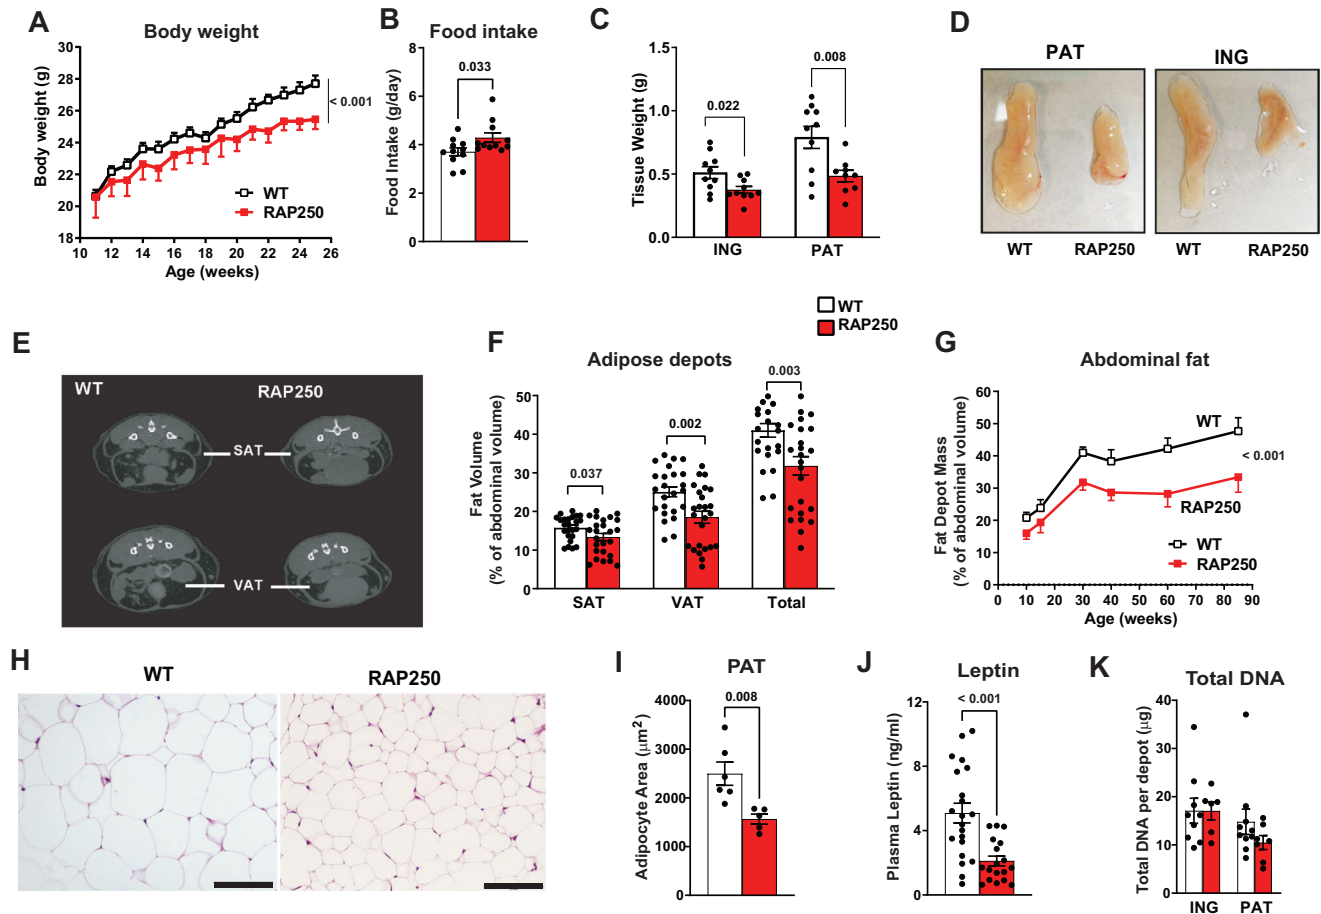 A
Body weight
Body weight (g)
30
28
26
24
22
20
18
10
12
14
16
18
20
22
24
26
Age (weeks)
< 0.001
WT
RAP250
B
Food intake
Food Intake (g/day)
8
6
4
2
0
0.033
C
Tissue Weight (g)
1.5
1.0
0.5
0.0
0.022
0.008
ING
PAT
WT
RAP250
D
PAT
ING
WT
RAP250
WT
RAP250
E
WT
RAP250
SAT
VAT
F
Adipose depots
Fat Volume
(% of abdominal volume)
50
40
30
20
10
0
0.037
0.002
0.003
SAT
VAT
Total
G
Abdominal fat
Fat Depot Mass
(% of abdominal volume)
60
50
40
30
20
10
0
0
10
20
30
40
50
60
70
80
90
Age (weeks)
WT
< 0.001
RAP250
WT
RAP250
H
WT
RAP250
I
PAT
Adipocyte Area (μm²)
4000
3000
2000
1000
0
0.008
J
Leptin
Plasma Leptin (ng/ml)
12
8
4
0
< 0.001
K
Total DNA
Total DNA per depot (μg)
40
30
20
10
0
ING
PAT